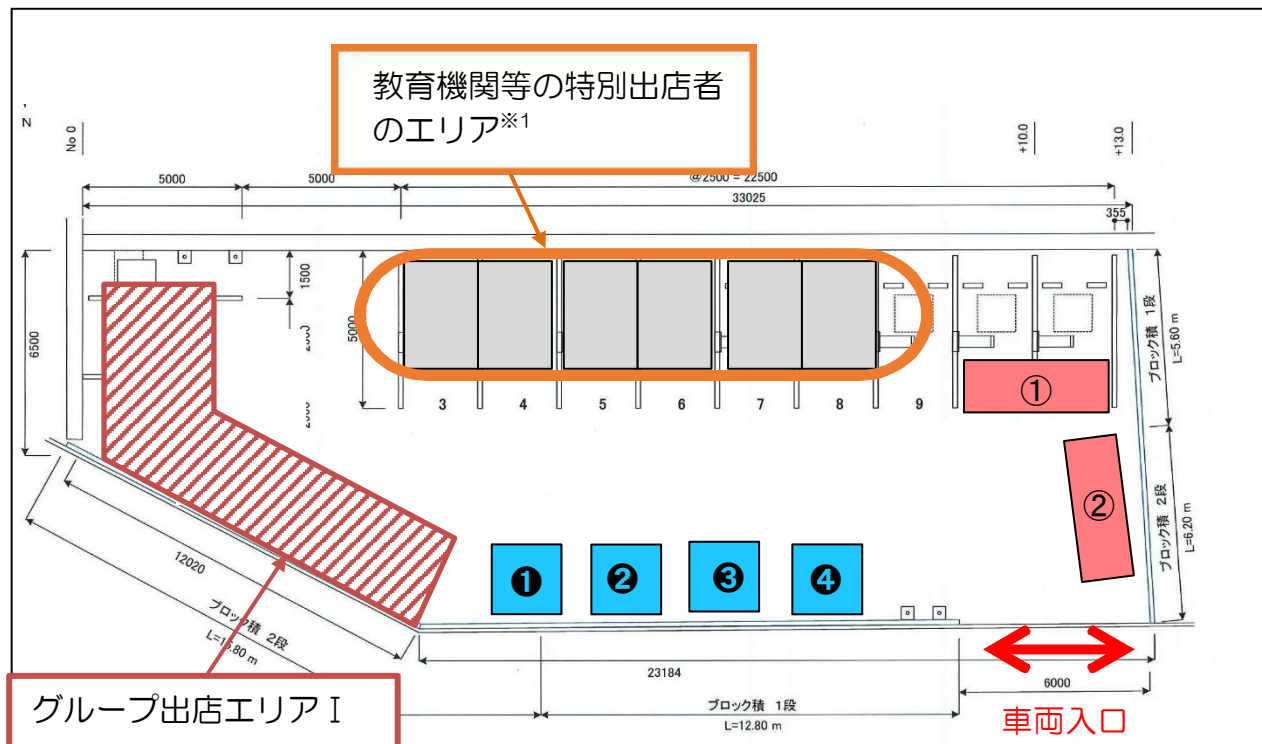 教育機関等の特別出店者
のエリア※1
N
No 0
+10.0
+13.0
5000
5000
@2500 = 22500
33025
355
6500
1500
5000
3
4
5
6
7
8
9
①
②
ブロック積 1段
L=5.60 m
ブロック積 2段
L=6.20 m
❶
❷
❸
❹
12020
ブロック積 2段
23184
6000
ブロック積 1段
L=12.80 m
グループ出店エリアⅠ
車両入口